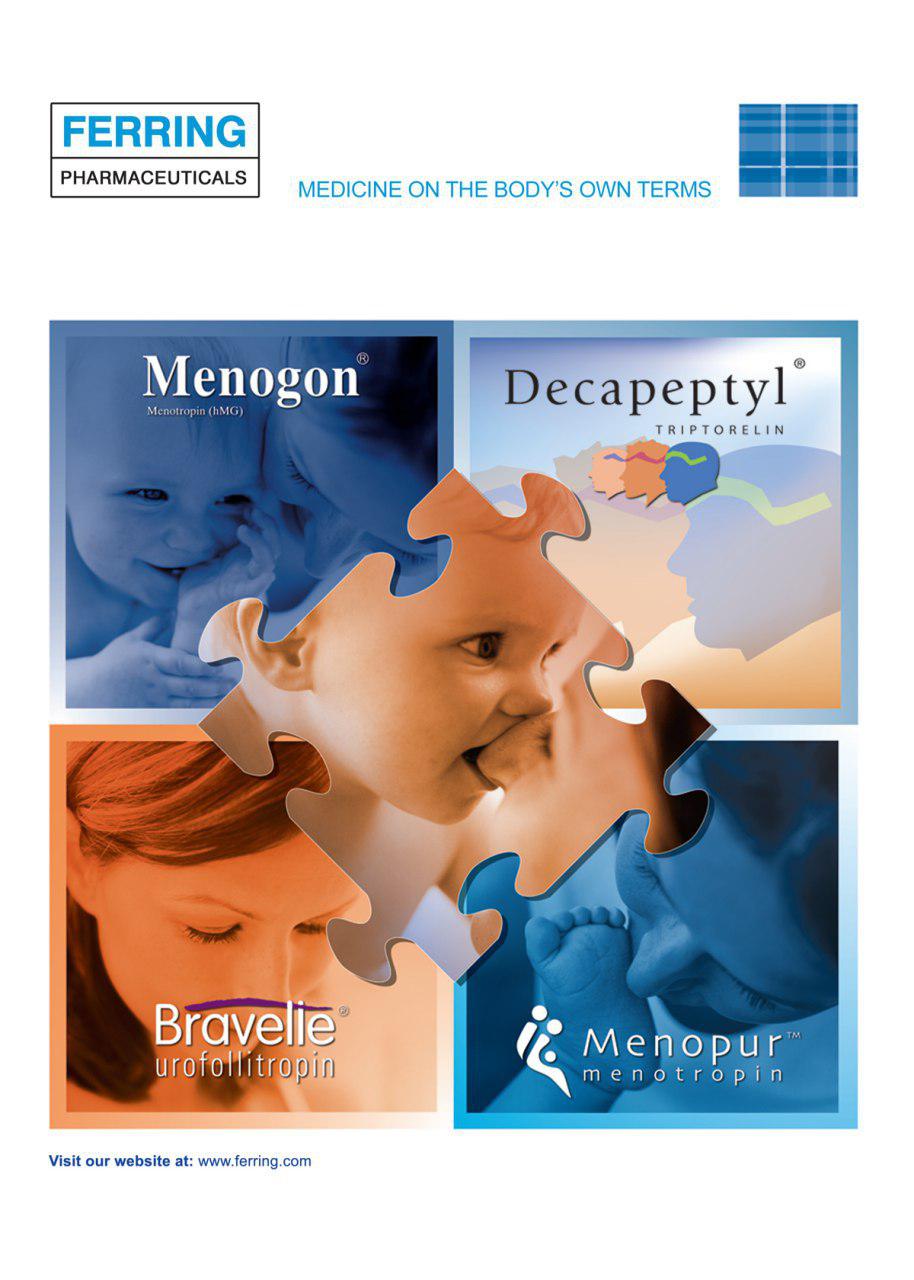 FERRING
PHARMACEUTICALS
MEDICINE ON THE BODY'S OWN TERMS
Menogon®
Menotropin (hMG)
Decapeptyl®
TRIPTORELIN
Bravelle®
urofollitropin
Menopur™
menotropin
Visit our website at: www.ferring.com